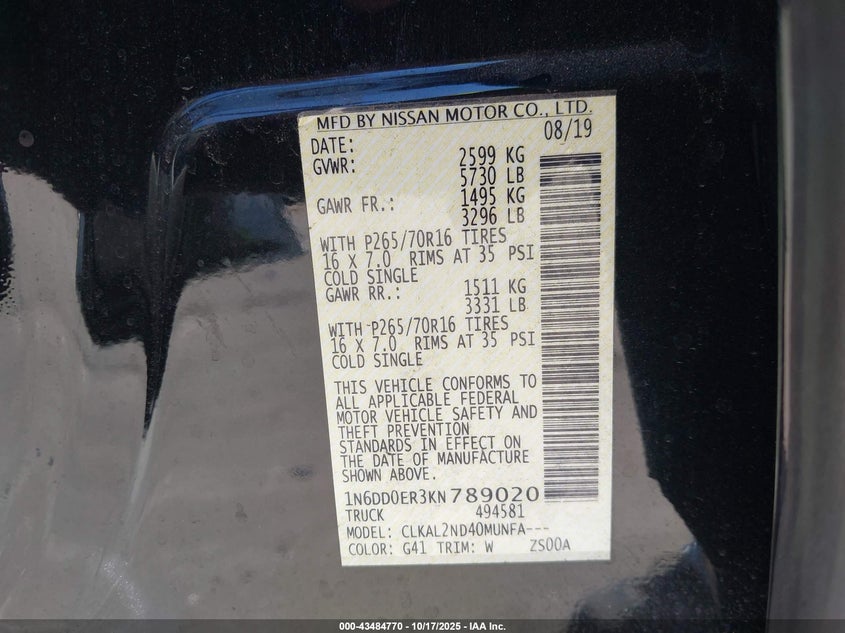 MFD BY NISSAN MOTOR CO., LTD.
DATE: 08/19
GVWR: 2599 KG
5730 LB
GAWR FR.: 1495 KG
3296 LB
WITH P265/70R16 TIRES
16 X 7.0 RIMS AT 35 PSI
COLD SINGLE
GAWR RR.: 1511 KG
3331 LB
WITH P265/70R16 TIRES
16 X 7.0 RIMS AT 35 PSI
COLD SINGLE
THIS VEHICLE CONFORMS TO
ALL APPLICABLE FEDERAL
MOTOR VEHICLE SAFETY AND
THEFT PREVENTION
STANDARDS IN EFFECT ON
THE DATE OF MANUFACTURE
SHOWN ABOVE.
1N6DD0ER3KN789020
TRUCK 494581
MODEL: CLKAL2ND40MUNFA---
COLOR: G41 TRIM: W ZS00A
000-43484770 - 10/17/2025 - IAA Inc.